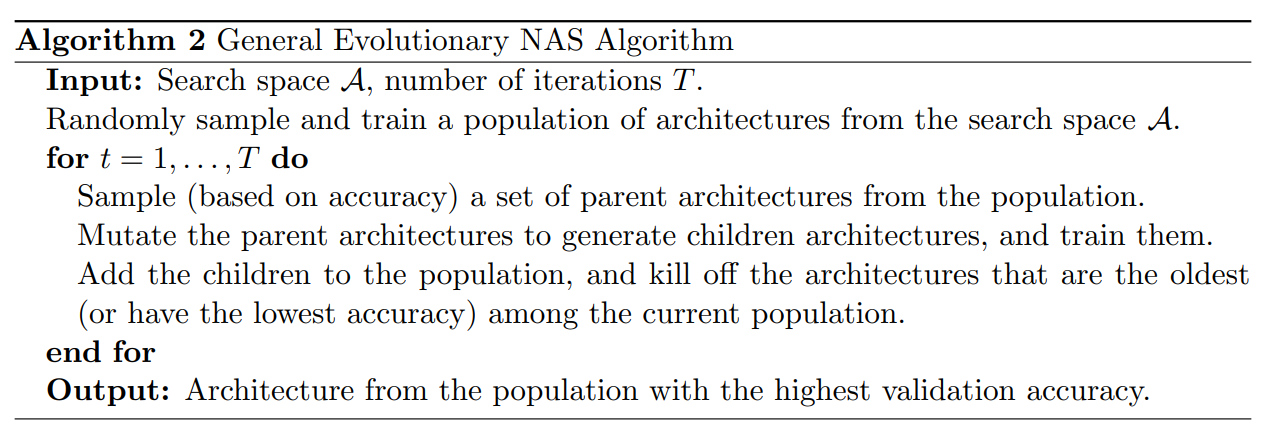 Algorithm 2 General Evolutionary NAS Algorithm
Input: Search space 𝒜, number of iterations T.
Randomly sample and train a population of architectures from the search space 𝒜.
for t = 1, . . . , T do
Sample (based on accuracy) a set of parent architectures from the population.
Mutate the parent architectures to generate children architectures, and train them.
Add the children to the population, and kill off the architectures that are the oldest
(or have the lowest accuracy) among the current population.
end for
Output: Architecture from the population with the highest validation accuracy.